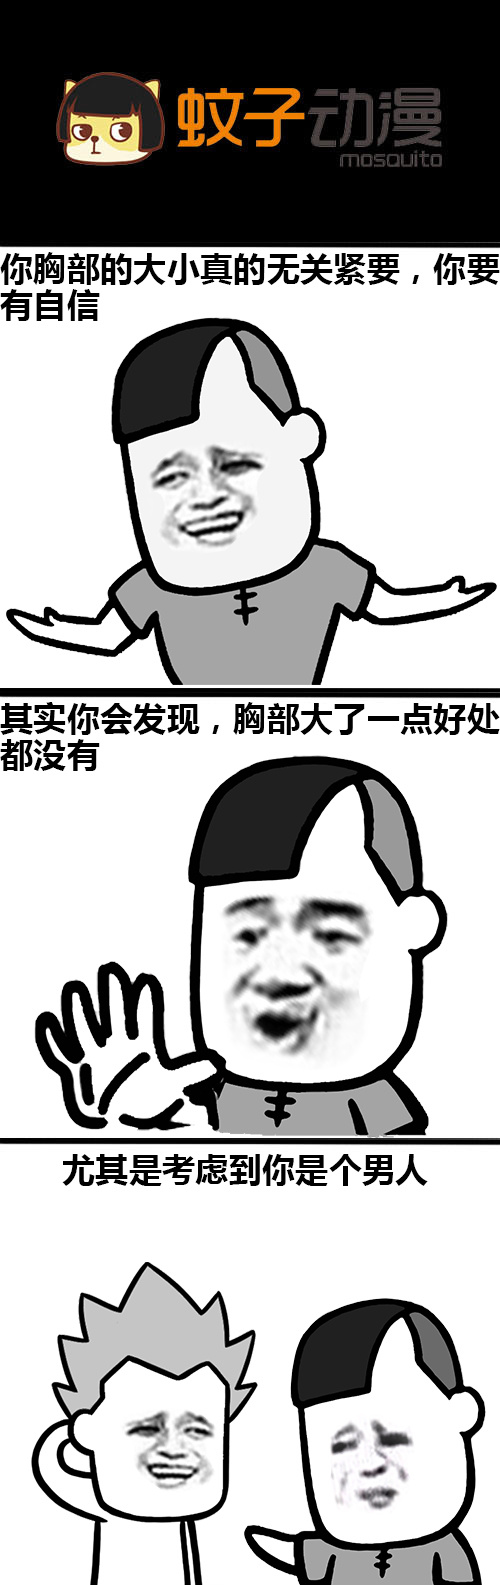 蚊子动漫
mosquito
你胸部的大小真的无关紧要，你要
有自信
其实你会发现，胸部大了一点好处
都没有
尤其是考虑到你是个男人